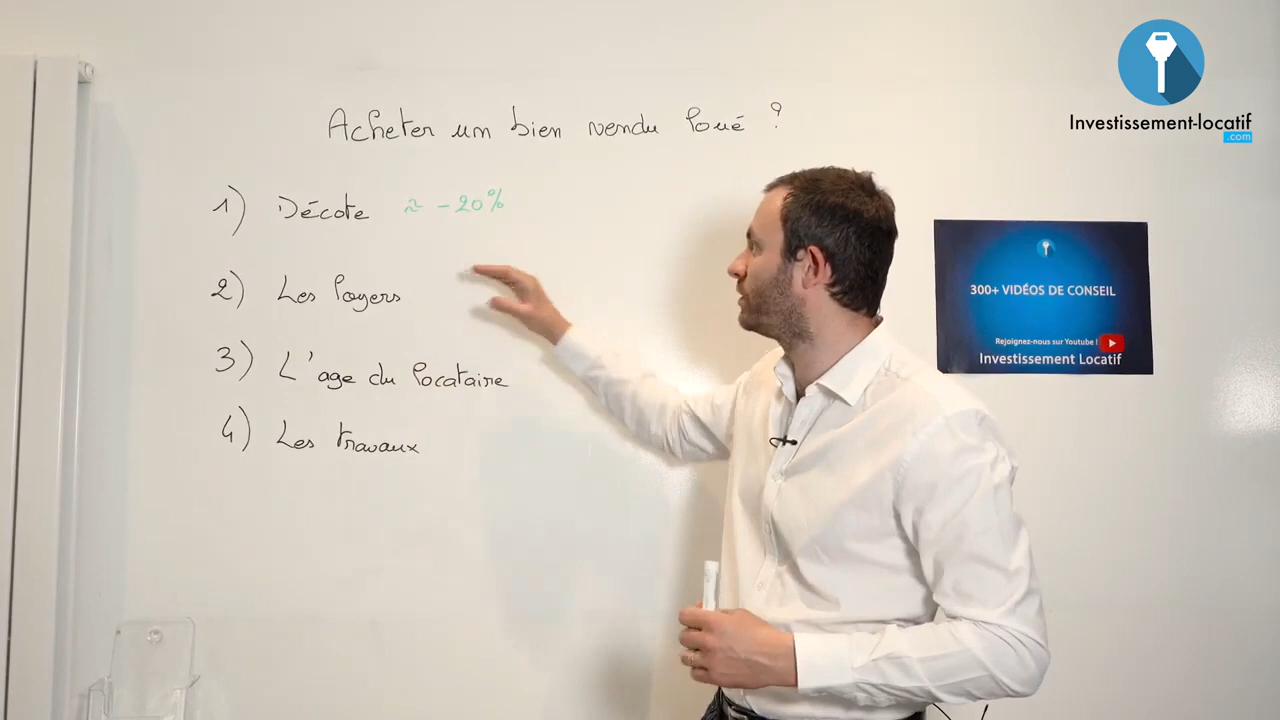 Acheter un bien vendu loué ?
1) Décote ≈ -20%
2) Les loyers
3) L'age du locataire
4) Les travaux
Investissement-locatif
.com
300+ VIDÉOS DE CONSEIL
Rejoignez-nous sur Youtube !
Investissement Locatif